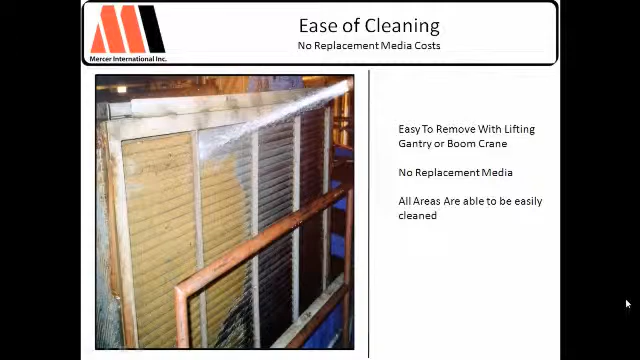 Ease of Cleaning
No Replacement Media Costs
Mercer International Inc.
Easy To Remove With Lifting
Gantry or Boom Crane
No Replacement Media
All Areas Are able to be easily
cleaned